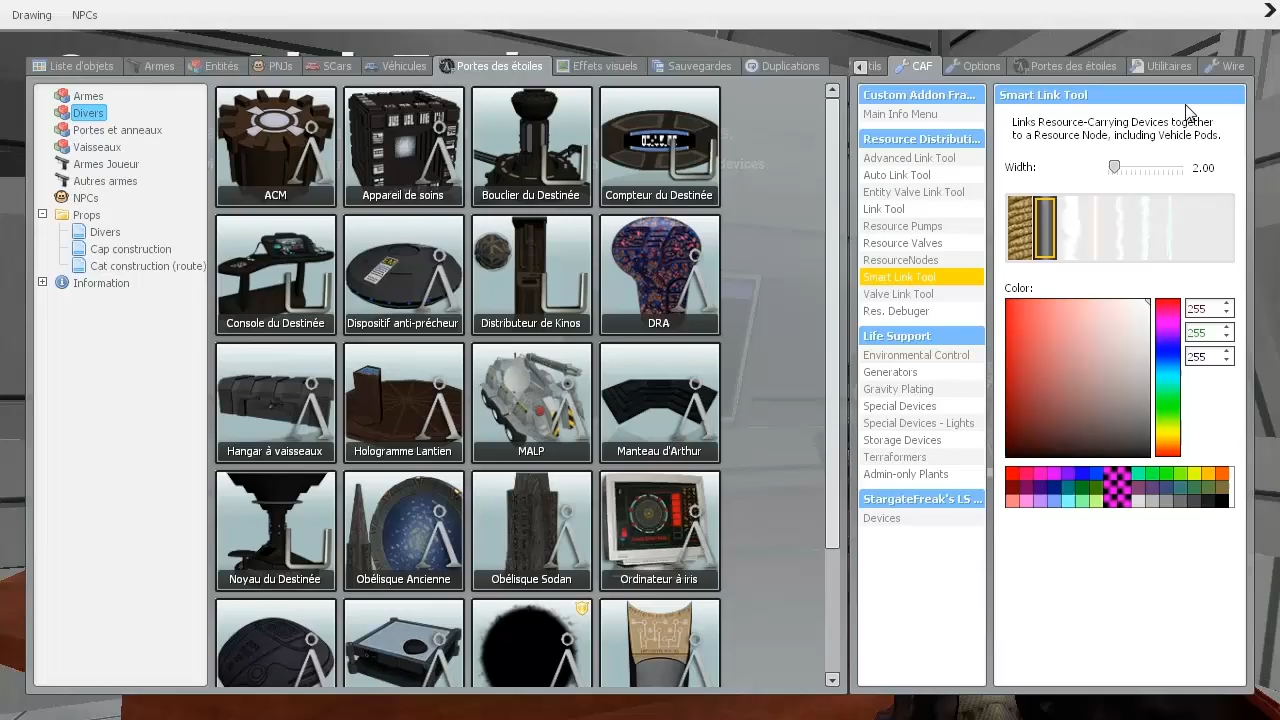 Drawing
NPCs
Liste d'objets
Armes
Entités
PNJs
SCars
Véhicules
Portes des étoiles
Effets visuels
Sauvegardes
Duplications
tils
CAF
Options
Portes des étoiles
Utilitaires
Wire
Armes
Divers
Portes et anneaux
Vaisseaux
Armes Joueur
Autres armes
NPCs
Props
Divers
Cap construction
Cat construction (route)
Information
ACM
Appareil de soins
Bouclier du Destinée
Compteur du Destinée
Console du Destinée
Dispositif anti-prêcheur
Distributeur de Kinos
DRA
Hangar à vaisseaux
Hologramme Lantien
MALP
Manteau d'Arthur
Noyau du Destinée
Obélisque Ancienne
Obélisque Sodan
Ordinateur à iris
devices
Custom Addon Fra...
Main Info Menu
Resource Distributi...
Advanced Link Tool
Auto Link Tool
Entity Valve Link Tool
Link Tool
Resource Pumps
Resource Valves
ResourceNodes
Smart Link Tool
Valve Link Tool
Res. Debuger
Life Support
Environmental Control
Generators
Gravity Plating
Special Devices
Special Devices - Lights
Storage Devices
Terraformers
Admin-only Plants
StargateFreak's LS ...
Devices
Smart Link Tool
Links Resource-Carrying Devices together
to a Resource Node, including Vehicle Pods.
Width:
2.00
Color:
255
255
255